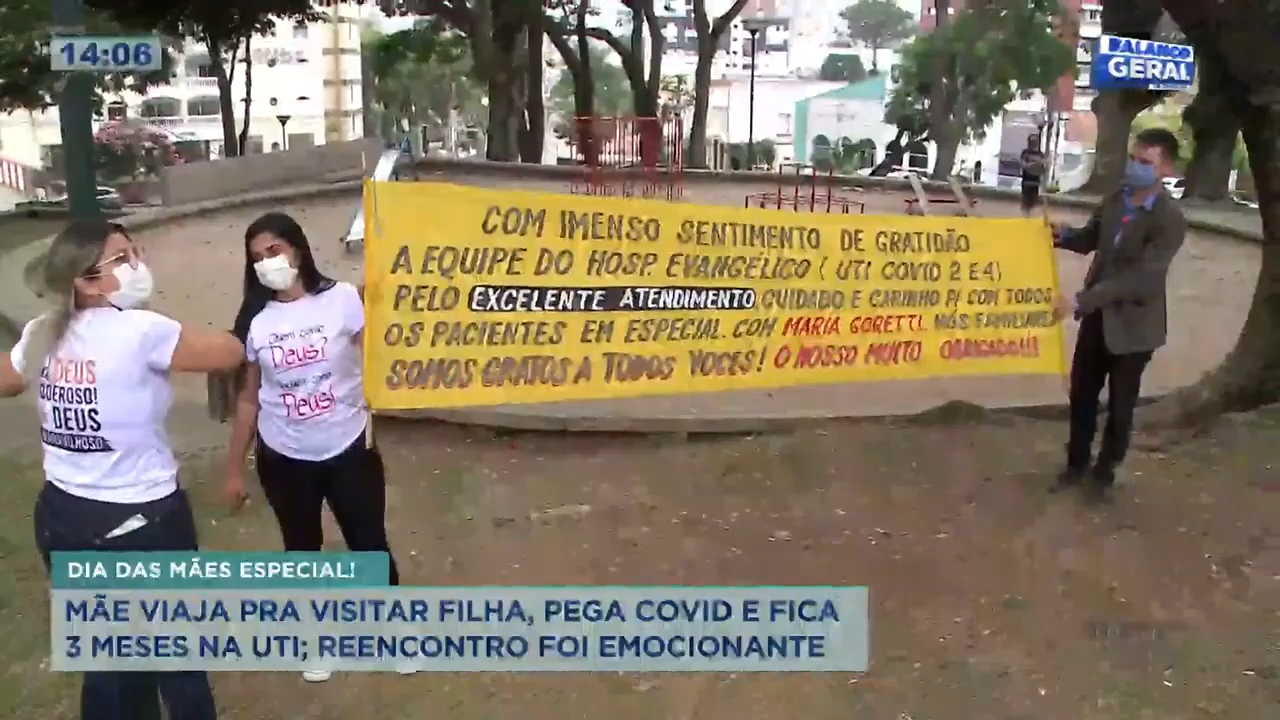 14:06
BALANÇO
GERAL
COM IMENSO SENTIMENTO DE GRATIDÃO
A EQUIPE DO HOSP. EVANGÉLICO ( UTI COVID 2 E 4)
PELO EXCELENTE ATENDIMENTO, CUIDADO E CARINHO P/ COM TODOS
OS PACIENTES EM ESPECIAL COM MARIA GORETTI. NÓS FAMILIARES
SOMOS GRATOS A TODOS VOCES! O NOSSO MUITO OBRIGADO!!!
Quem como
Deus?
Deus!
DEUS
DEUS
DIA DAS MÃES ESPECIAL!
MÃE VIAJA PRA VISITAR FILHA, PEGA COVID E FICA
3 MESES NA UTI; REENCONTRO FOI EMOCIONANTE